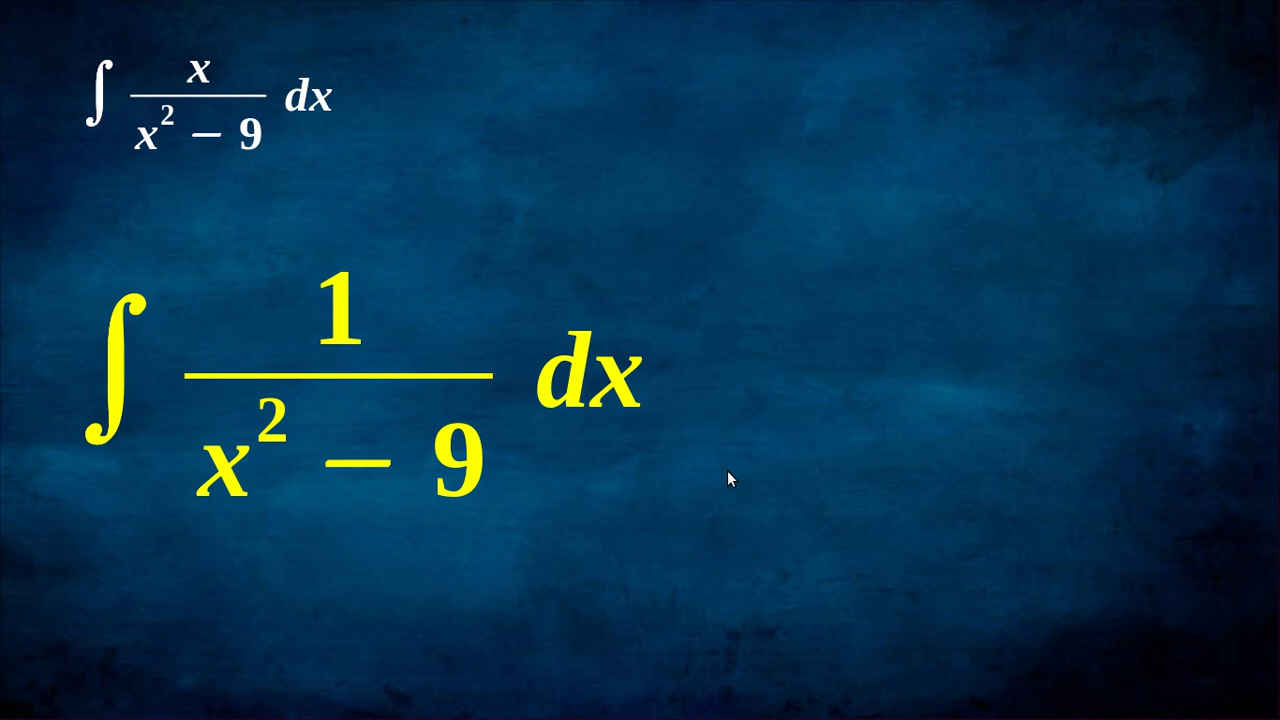 ∫ x / (x² − 9) dx
∫ 1 / (x² − 9) dx